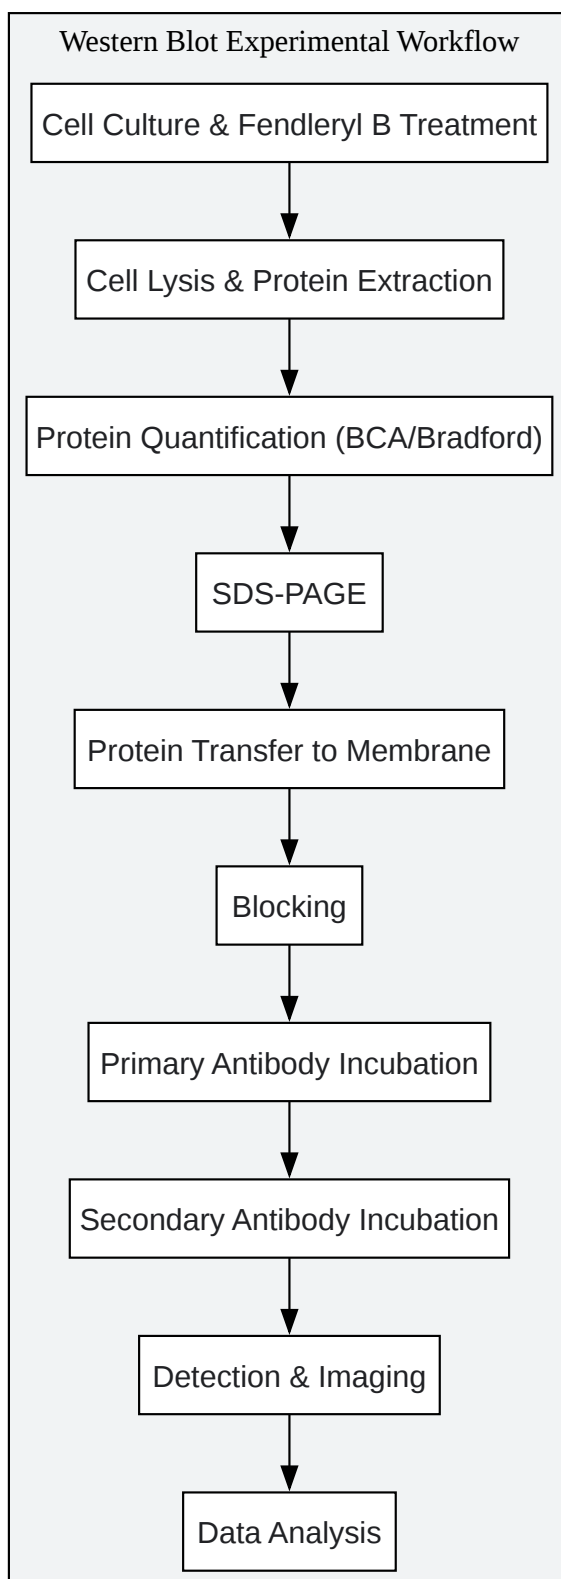 Western Blot Experimental Workflow
Cell Culture & Fendleryl B Treatment
Cell Lysis & Protein Extraction
Protein Quantification (BCA/Bradford)
SDS-PAGE
Protein Transfer to Membrane
Blocking
Primary Antibody Incubation
Secondary Antibody Incubation
Detection & Imaging
Data Analysis